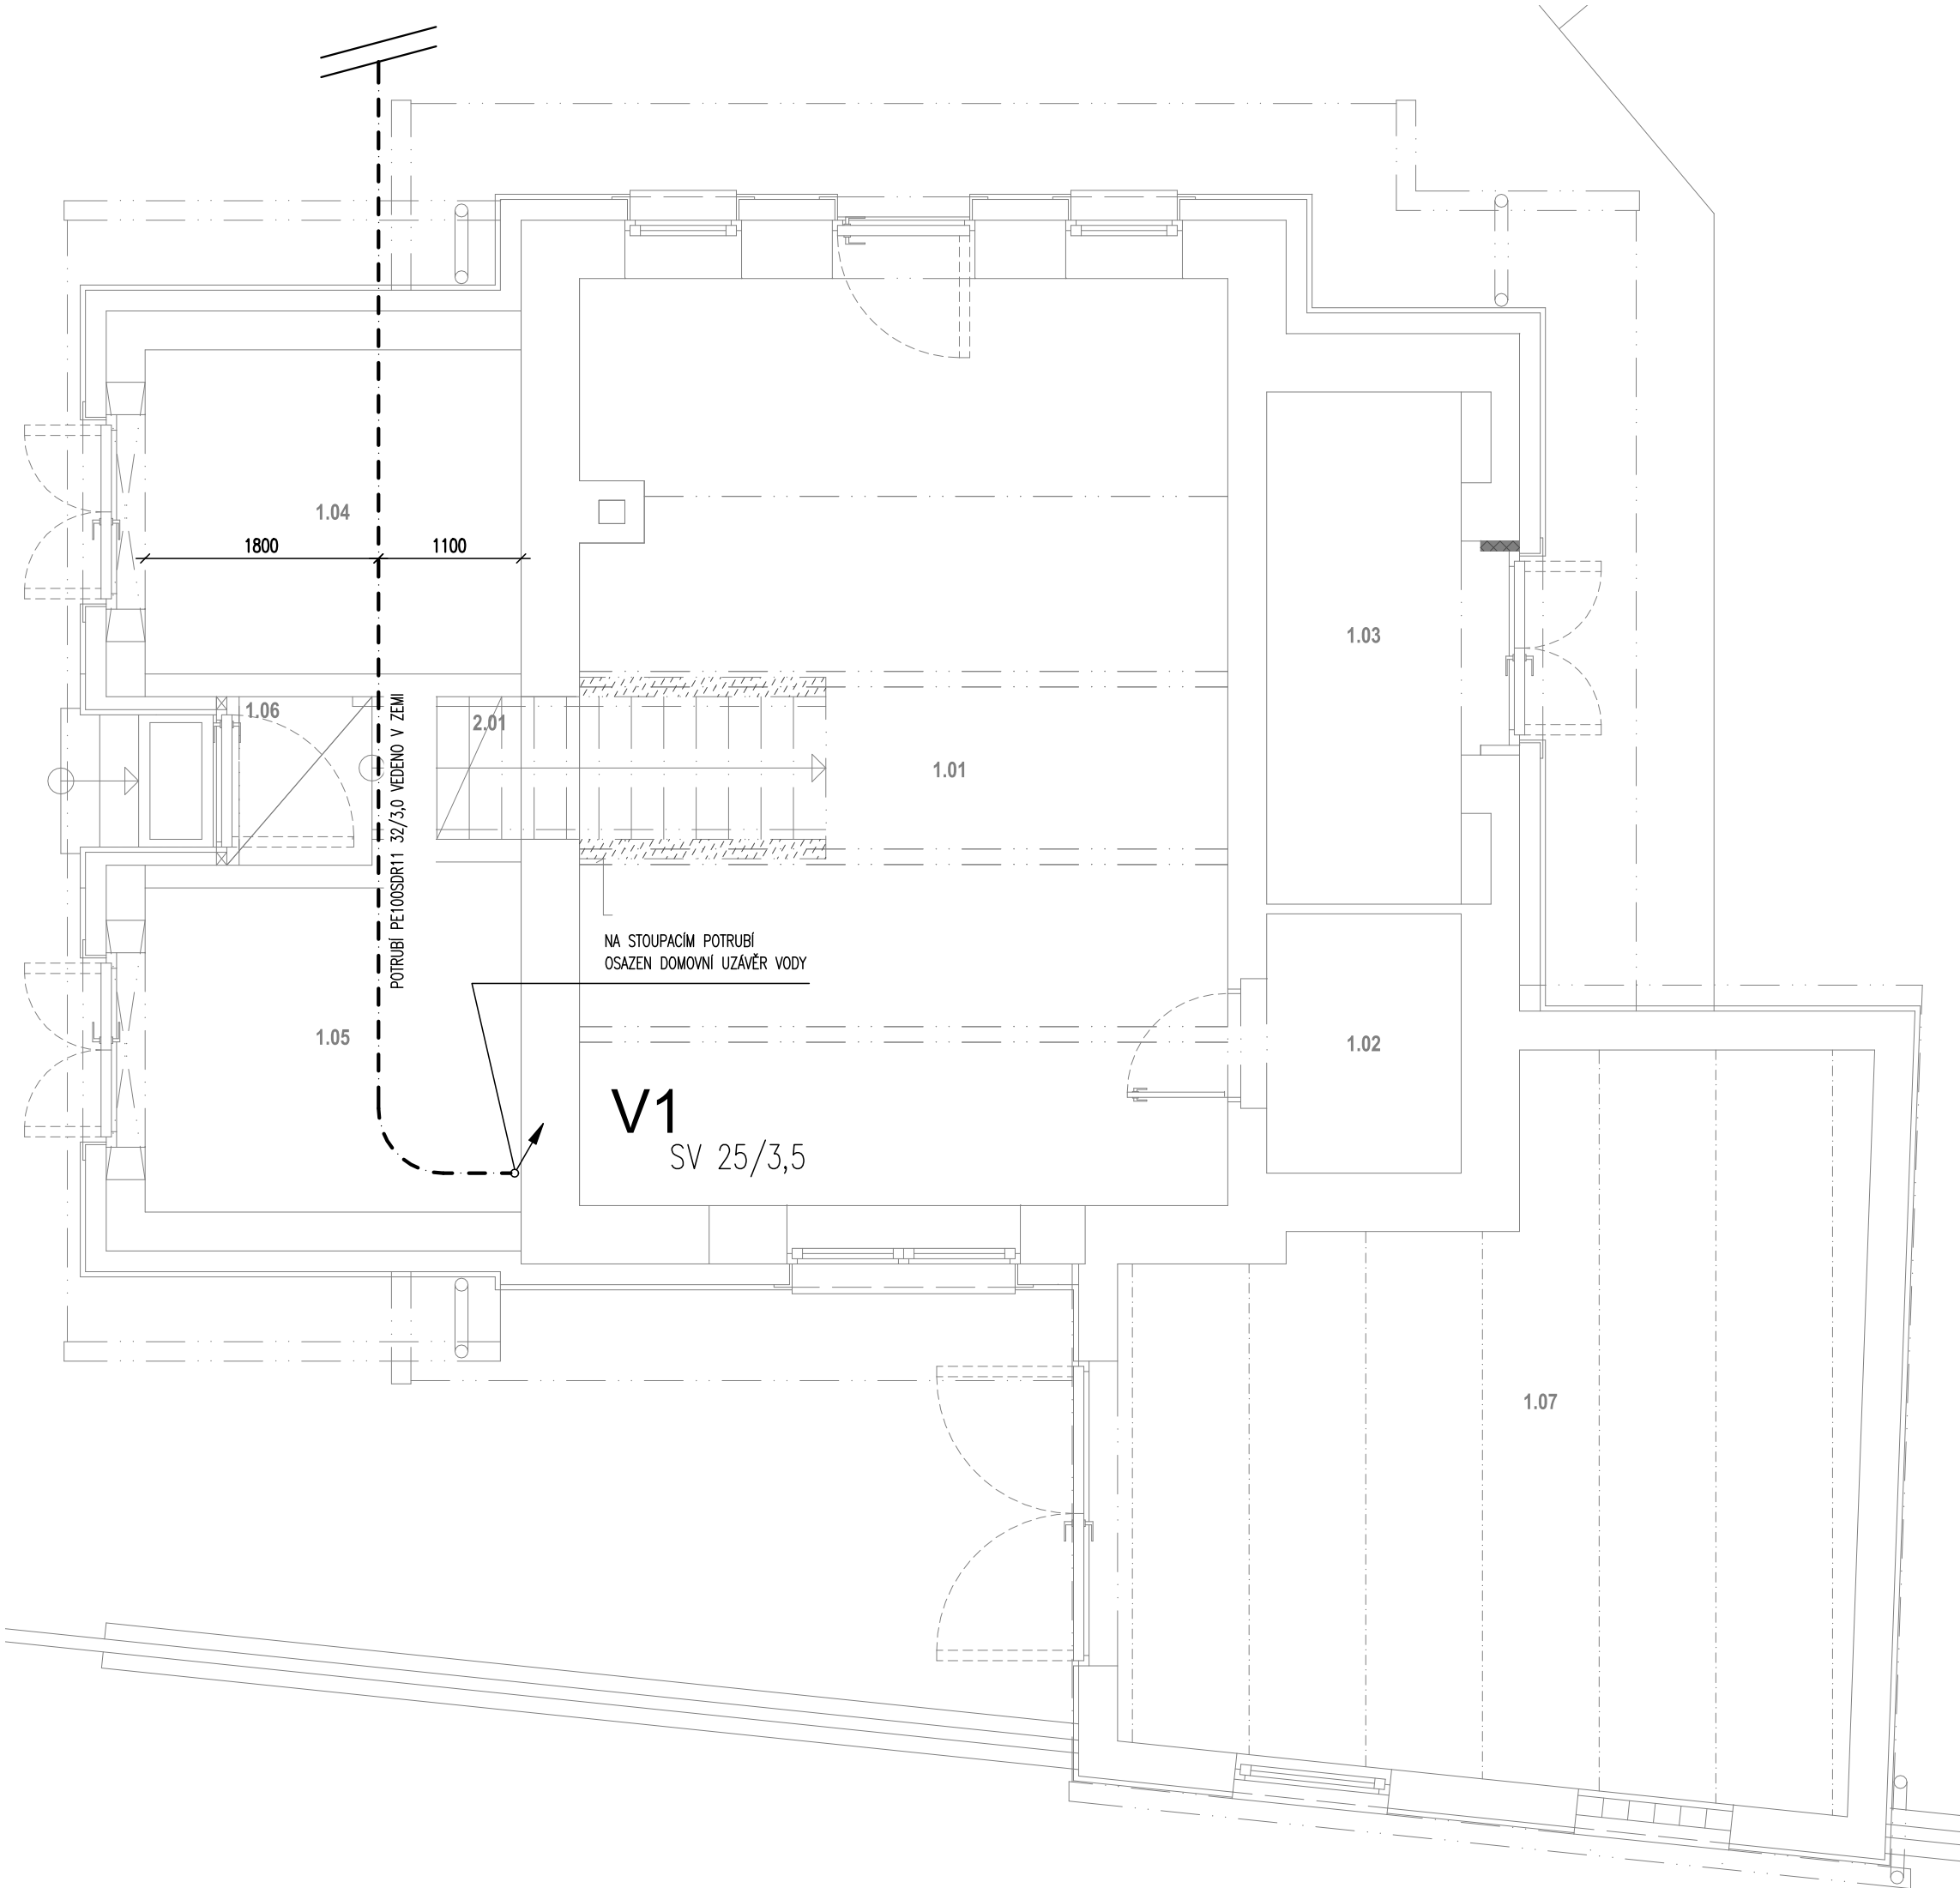 1.04
1800
1100
1.03
1.06
2.01
1.01
POTRUBÍ PE100SDR11 32/3,0 VEDENO V ZEMI
NA STOUPACÍM POTRUBÍ
OSAZEN DOMOVNÍ UZÁVĚR VODY
1.05
1.02
V1
SV 25/3,5
1.07